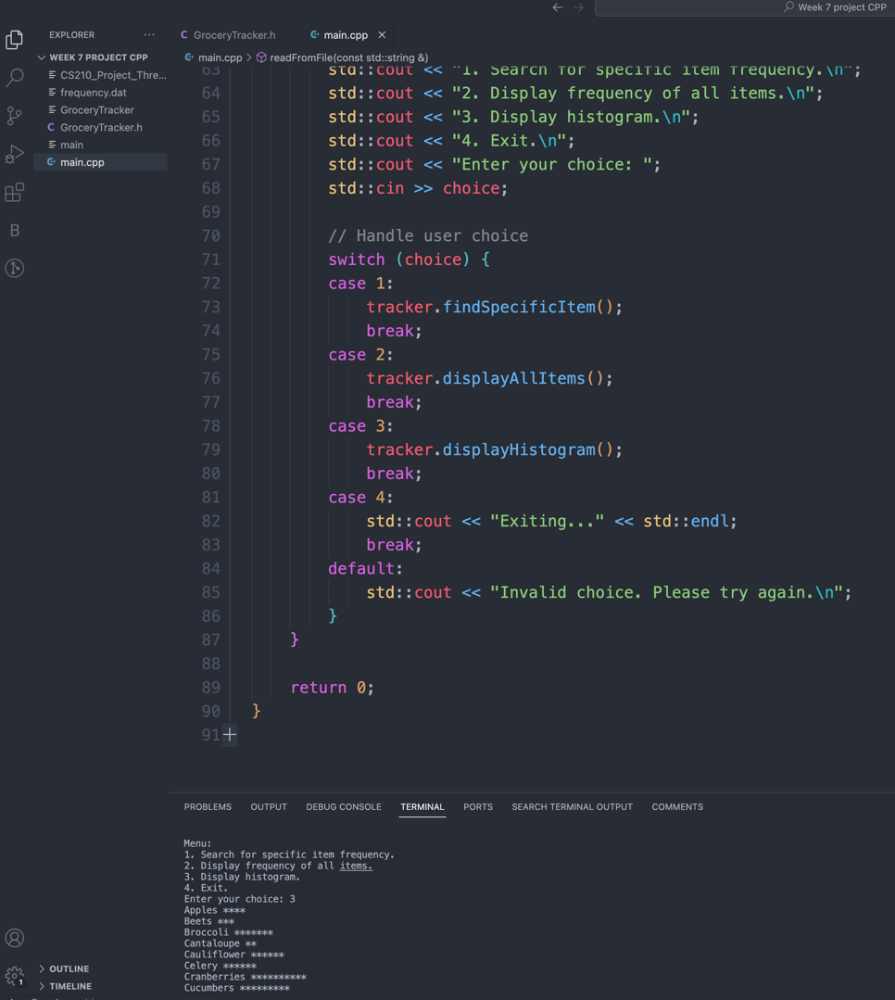 Week 7 project CPP
EXPLORER
GroceryTracker.h
main.cpp
WEEK 7 PROJECT CPP
CS210_Project_Thre...
frequency.dat
GroceryTracker
GroceryTracker.h
main
main.cpp
main.cpp > readFromFile(const std::string &)
63 std::cout << "1. Search for specific item frequency.\n";
64 std::cout << "2. Display frequency of all items.\n";
65 std::cout << "3. Display histogram.\n";
66 std::cout << "4. Exit.\n";
67 std::cout << "Enter your choice: ";
68 std::cin >> choice;
69
70 // Handle user choice
71 switch (choice) {
72 case 1:
73 tracker.findSpecificItem();
74 break;
75 case 2:
76 tracker.displayAllItems();
77 break;
78 case 3:
79 tracker.displayHistogram();
80 break;
81 case 4:
82 std::cout << "Exiting..." << std::endl;
83 break;
84 default:
85 std::cout << "Invalid choice. Please try again.\n";
86 }
87 }
88
89 return 0;
90 }
91
PROBLEMS OUTPUT DEBUG CONSOLE TERMINAL PORTS SEARCH TERMINAL OUTPUT COMMENTS
Menu:
1. Search for specific item frequency.
2. Display frequency of all items.
3. Display histogram.
4. Exit.
Enter your choice: 3
Apples ****
Beets ***
Broccoli *******
Cantaloupe **
Cauliflower ******
Celery ******
Cranberries **********
Cucumbers *********
OUTLINE
TIMELINE
1